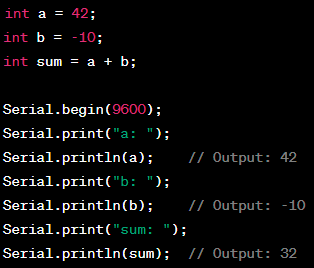 int a = 42;
int b = -10;
int sum = a + b;
Serial.begin(9600);
Serial.print("a: ");
Serial.println(a);    // Output: 42
Serial.print("b: ");
Serial.println(b);    // Output: -10
Serial.print("sum: ");
Serial.println(sum);  // Output: 32